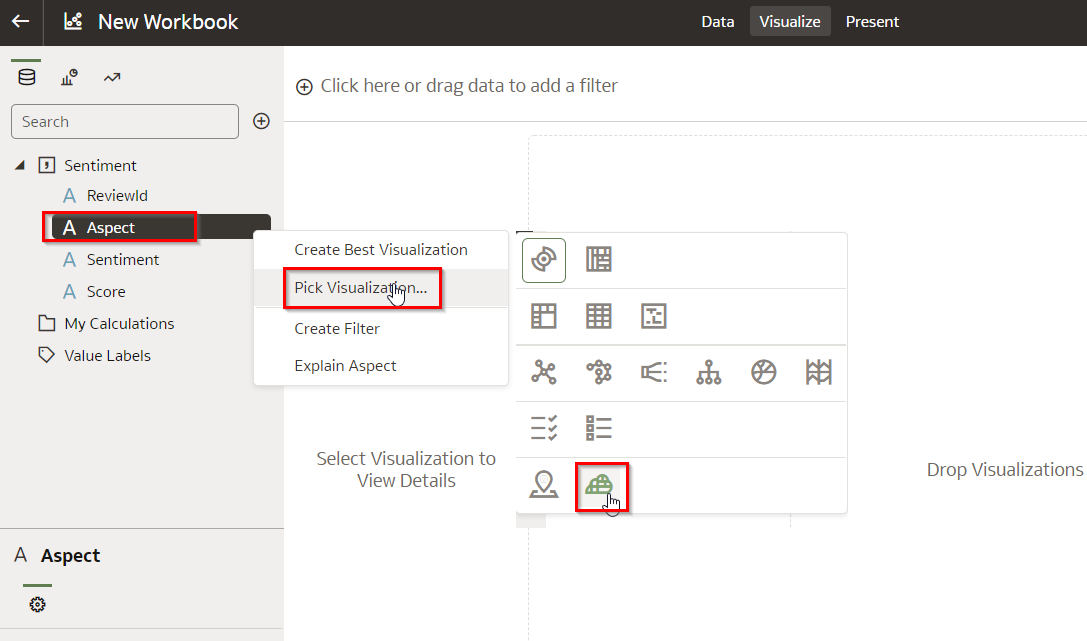 New Workbook
Data Visualize Present
Click here or drag data to add a filter
Search
Sentiment
A ReviewId
A Aspect
A Sentiment
A Score
My Calculations
Value Labels
Create Best Visualization
Pick Visualization...
Create Filter
Explain Aspect
Select Visualization to
View Details
Drop Visualizations
A Aspect